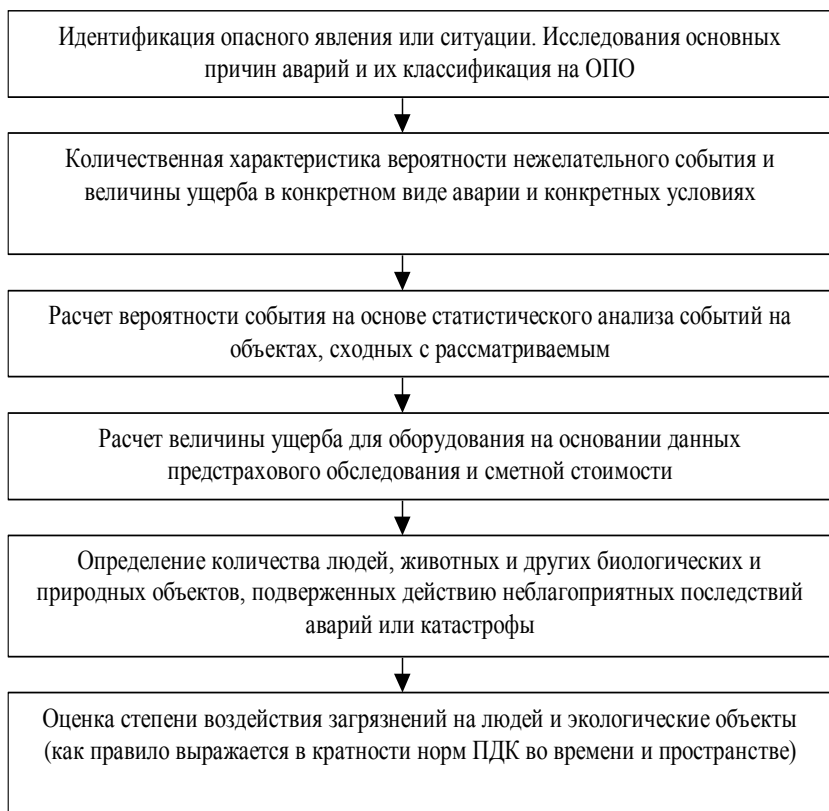 Идентификация опасного явления или ситуации. Исследования основных
причин аварий и их классификация на ОПО
Количественная характеристика вероятности нежелательного события и
величины ущерба в конкретном виде аварии и конкретных условиях
Расчет вероятности события на основе статистического анализа событий на
объектах, сходных с рассматриваемым
Расчет величины ущерба для оборудования на основании данных
предстрахового обследования и сметной стоимости
Определение количества людей, животных и других биологических и
природных объектов, подверженных действию неблагоприятных последствий
аварий или катастрофы
Оценка степени воздействия загрязнений на людей и экологические объекты
(как правило выражается в кратности норм ПДК во времени и пространстве)